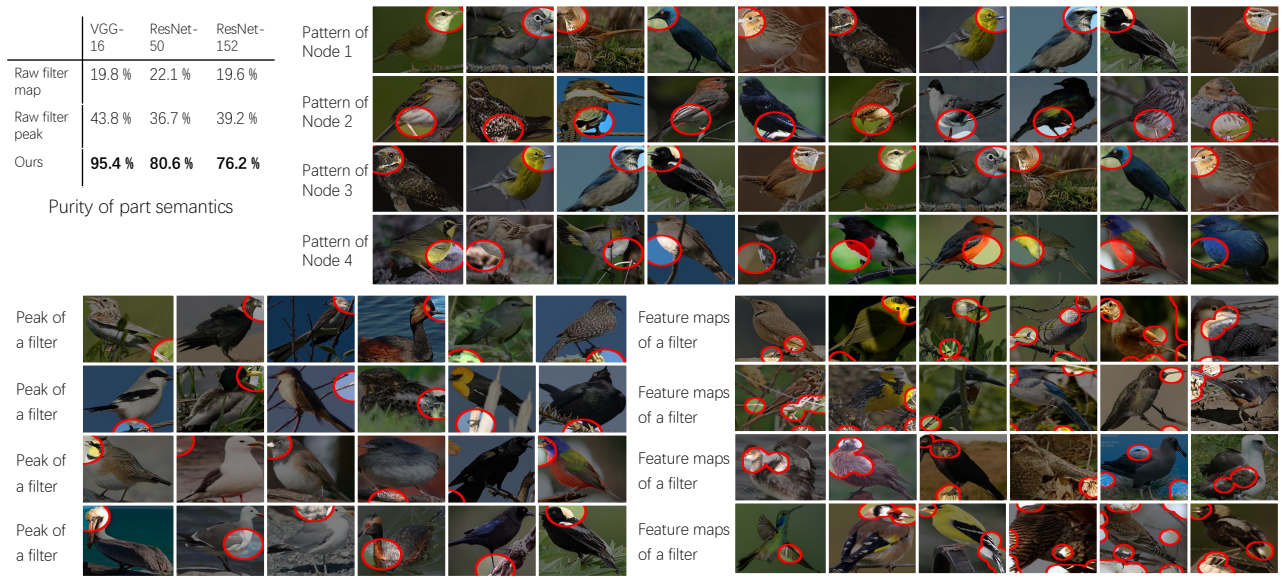 VGG-
16
ResNet-
50
ResNet-
152
Raw filter
map
19.8 %
22.1 %
19.6 %
Raw filter
peak
43.8 %
36.7 %
39.2 %
Ours
95.4 %
80.6 %
76.2 %
Purity of part semantics
Pattern of
Node 1
Pattern of
Node 2
Pattern of
Node 3
Pattern of
Node 4
Peak of
a filter
Peak of
a filter
Peak of
a filter
Peak of
a filter
Feature maps
of a filter
Feature maps
of a filter
Feature maps
of a filter
Feature maps
of a filter